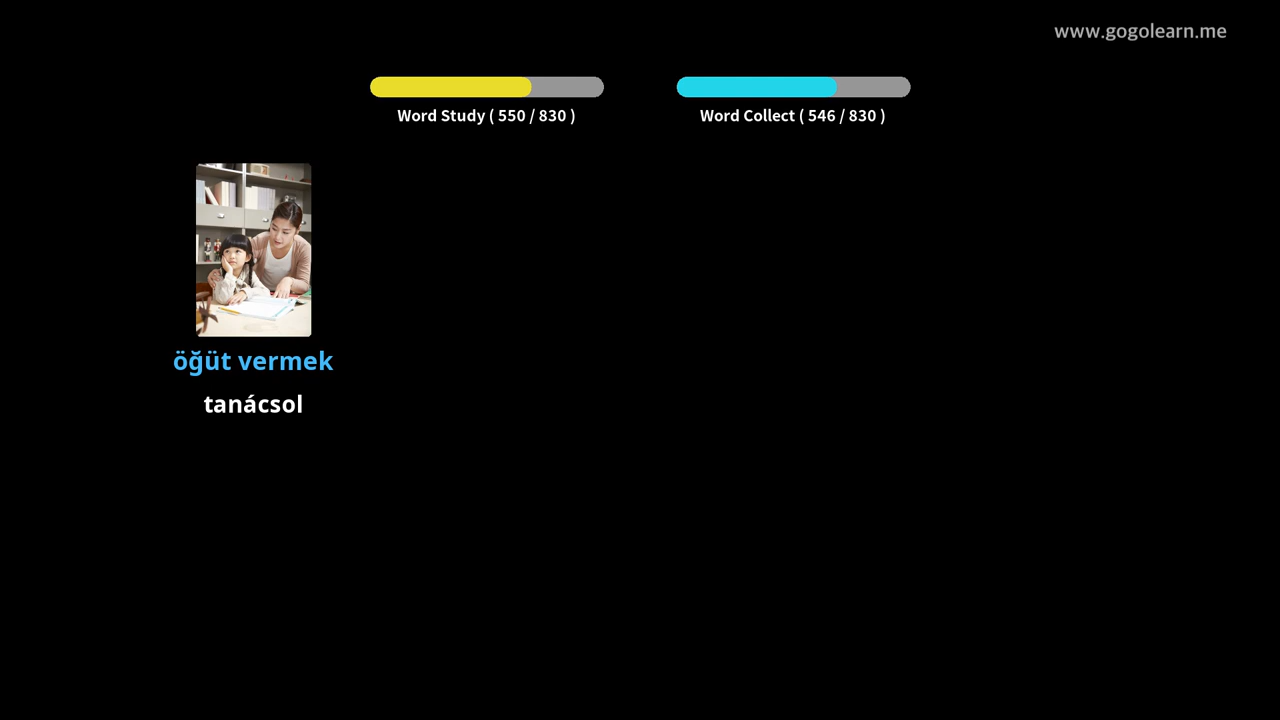 www.gogolearn.me
Word Study ( 550 / 830 )
Word Collect ( 546 / 830 )
öğüt vermek
tanácsol